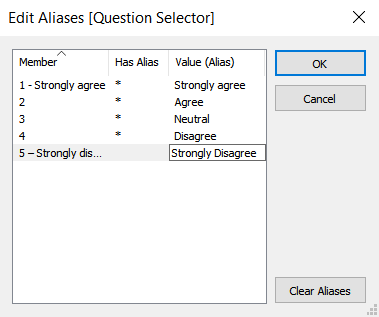 Edit Aliases [Question Selector]
Member Has Alias Value (Alias)
1 - Strongly agree * Strongly agree
2 * Agree
3 * Neutral
4 * Disagree
5 – Strongly dis... Strongly Disagree
OK
Cancel
Clear Aliases